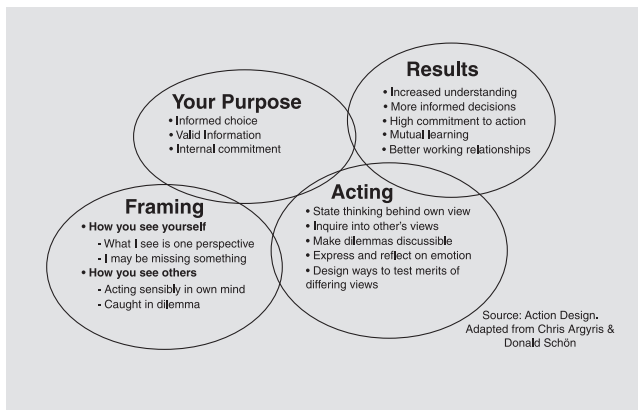 Your Purpose
• Informed choice
• Valid Information
• Internal commitment
Results
• Increased understanding
• More informed decisions
• High commitment to action
• Mutual learning
• Better working relationships
Framing
• How you see yourself
- What I see is one perspective
- I may be missing something
• How you see others
- Acting sensibly in own mind
- Caught in dilemma
Acting
• State thinking behind own view
• Inquire into other's views
• Make dilemmas discussible
• Express and reflect on emotion
• Design ways to test merits of
differing views
Source: Action Design.
Adapted from Chris Argyris &
Donald Schön